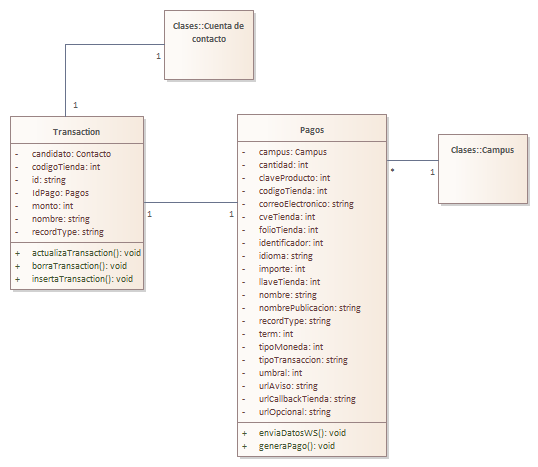 Clases::Cuenta de
contacto
1
1
Transaction
- candidato: Contacto
- codigoTienda: int
- id: string
- IdPago: Pagos
- monto: int
- nombre: string
- recordType: string
+ actualizaTransaction(): void
+ borraTransaction(): void
+ insertaTransaction(): void
1
1
Pagos
- campus: Campus
- cantidad: int
- claveProducto: int
- codigoTienda: int
- correoElectronico: string
- cveTienda: int
- folioTienda: int
- identificador: int
- idioma: string
- importe: int
- llaveTienda: int
- nombre: string
- nombrePublicacion: string
- recordType: string
- term: int
- tipoMoneda: int
- tipoTransaccion: string
- umbral: int
- urlAviso: string
- urlCallbackTienda: string
- urlOpcional: string
+ enviaDatosWS(): void
+ generaPago(): void
*
1
Clases::Campus